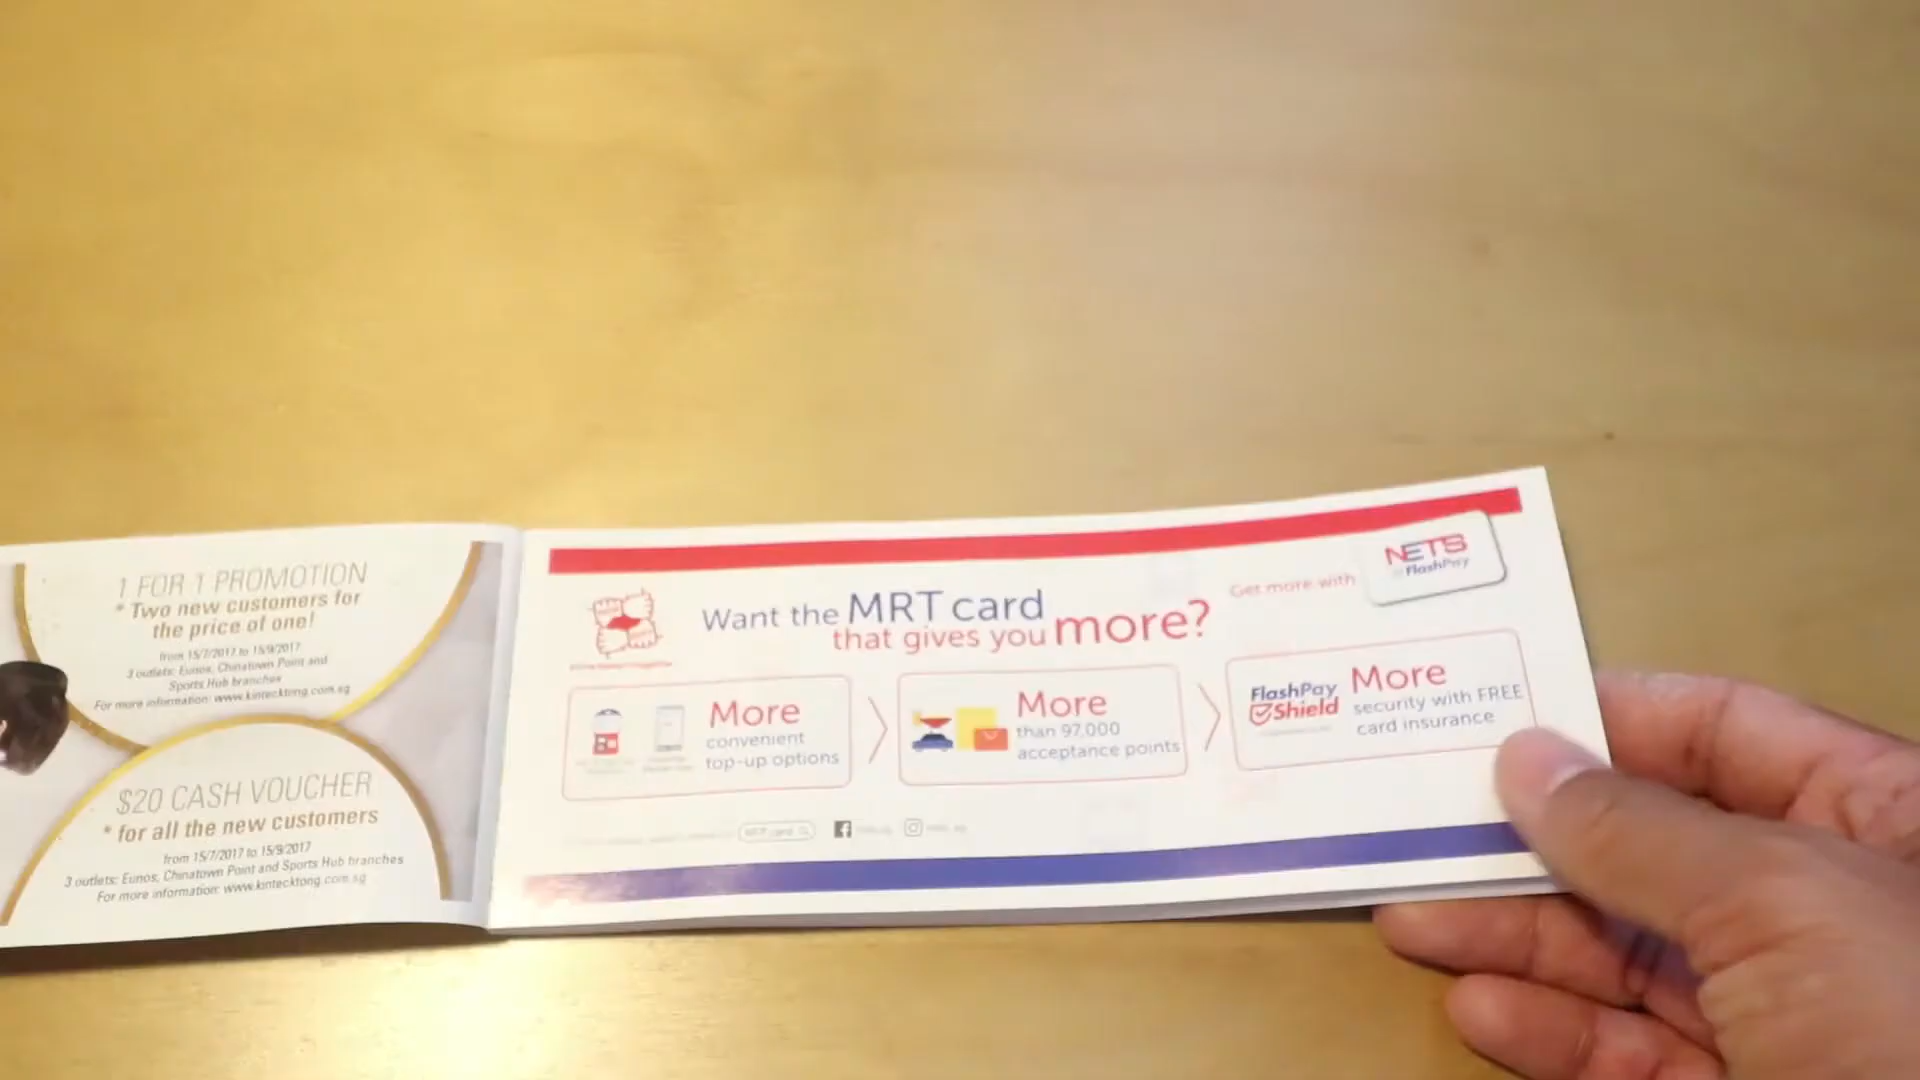 1 FOR 1 PROMOTION
* Two new customers for
the price of one!
from 15/7/2017 to 15/9/2017
3 outlets: Eunos, Chinatown Point and
Sports Hub branches
For more information: www.kintecktong.com.sg
$20 CASH VOUCHER
* for all the new customers
from 15/7/2017 to 15/9/2017
3 outlets: Eunos, Chinatown Point and Sports Hub branches
For more information: www.kintecktong.com.sg
Want the MRT card
that gives you more?
Get more with
NETS
FlashPay
More
convenient
top-up options
More
than 97,000
acceptance points
FlashPay
Shield
More
security with FREE
card insurance